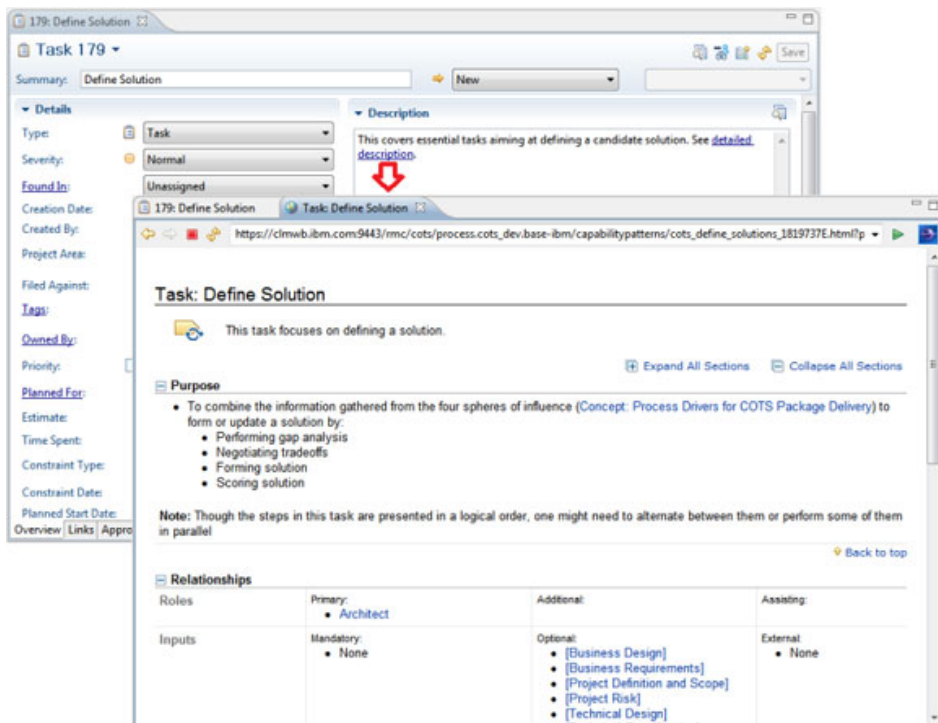 179: Define Solution
Task 179
Save
Summary: Define Solution New
Details
Type: Task
Severity: Normal
Found In: Unassigned
Creation Date:
Created By:
Project Area:
Filed Against:
Tags:
Owned By:
Priority:
Planned For:
Estimate:
Time Spent:
Constraint Type:
Constraint Date:
Planned Start Date:
Overview Links Appro
Description
This covers essential tasks aiming at defining a candidate solution. See detailed
description.
179: Define Solution Task: Define Solution
https://clmwb.ibm.com:9443/rmc/cots/process.cots_dev.base-ibm/capabilitypatterns/cots_define_solutions_1819737E.html?p
Task: Define Solution
This task focuses on defining a solution.
Expand All Sections Collapse All Sections
Purpose
• To combine the information gathered from the four spheres of influence (Concept: Process Drivers for COTS Package Delivery) to
form or update a solution by:
• Performing gap analysis
• Negotiating tradeoffs
• Forming solution
• Scoring solution
Note: Though the steps in this task are presented in a logical order, one might need to alternate between them or perform some of them
in parallel
Back to top
Relationships
Roles Primary: Additional: Assisting:
• Architect
Inputs Mandatory: Optional: External:
• None • [Business Design] • None
• [Business Requirements]
• [Project Definition and Scope]
• [Project Risk]
• [Technical Design]